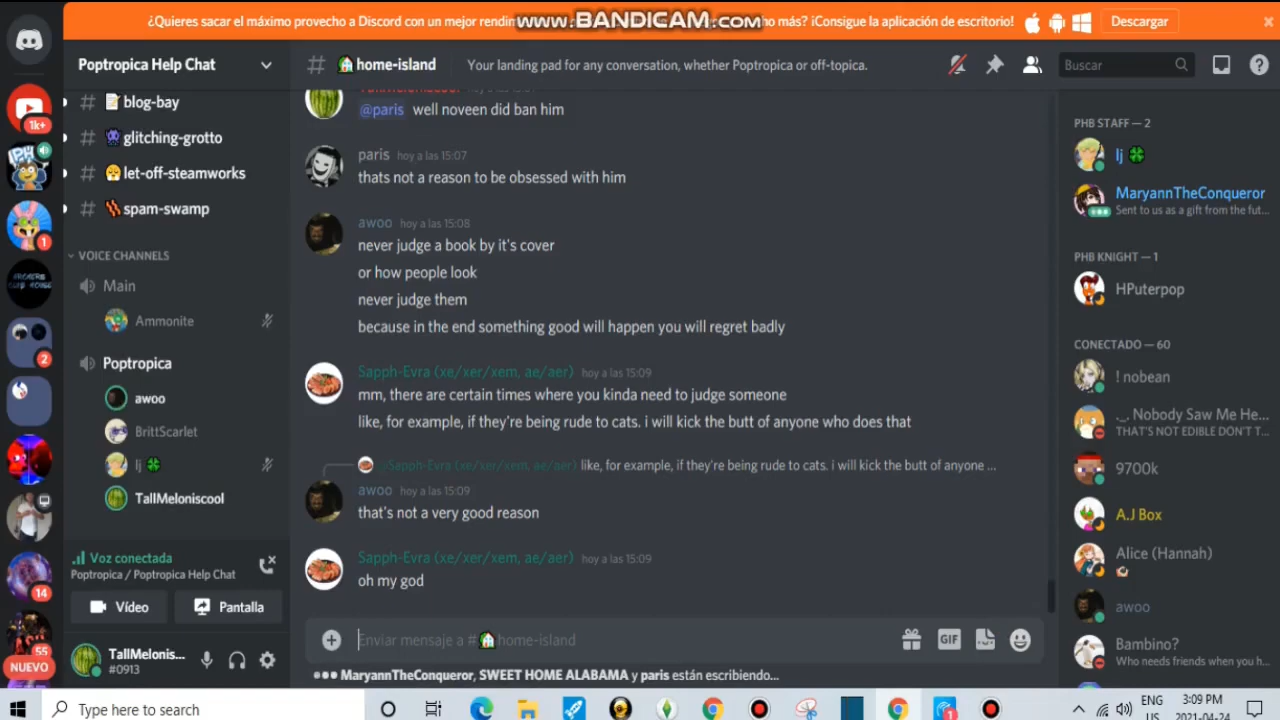 ¿Quieres sacar el máximo provecho a Discord con un mejor rendim
www.BANDICAM.com
ho más? ¡Consigue la aplicación de escritorio!
Descargar
Poptropica Help Chat
# home-island
Your landing pad for any conversation, whether Poptropica or off-topica.
Buscar
# blog-bay
# glitching-grotto
# let-off-steamworks
# spam-swamp
VOICE CHANNELS
Main
Ammonite
Poptropica
awoo
BrittScarlet
lj
TallMeloniscool
Voz conectada
Poptropica / Poptropica Help Chat
Vídeo
Pantalla
TallMelonis...
#0913
1k+
1
2
14
55
NUEVO
@paris well noveen did ban him
paris hoy a las 15:07
thats not a reason to be obsessed with him
awoo hoy a las 15:08
never judge a book by it's cover
or how people look
never judge them
because in the end something good will happen you will regret badly
Sapph-Evra (xe/xer/xem, ae/aer) hoy a las 15:09
mm, there are certain times where you kinda need to judge someone
like, for example, if they're being rude to cats. i will kick the butt of anyone who does that
Sapph-Evra (xe/xer/xem, ae/aer) like, for example, if they're being rude to cats. i will kick the butt of anyone ...
awoo hoy a las 15:09
that's not a very good reason
Sapph-Evra (xe/xer/xem, ae/aer) hoy a las 15:09
oh my god
Enviar mensaje a # home-island
GIF
MaryannTheConqueror, SWEET HOME ALABAMA y paris están escribiendo...
PHB STAFF — 2
lj
MaryannTheConqueror
Sent to us as a gift from the fut...
PHB KNIGHT — 1
HPuterpop
CONECTADO — 60
! nobean
._. Nobody Saw Me He...
THAT'S NOT EDIBLE DON'T T...
9700k
A.J Box
Alice (Hannah)
awoo
Bambino?
Who needs friends when you h...
Type here to search
1
ENG
US
3:09 PM
2021-04-24